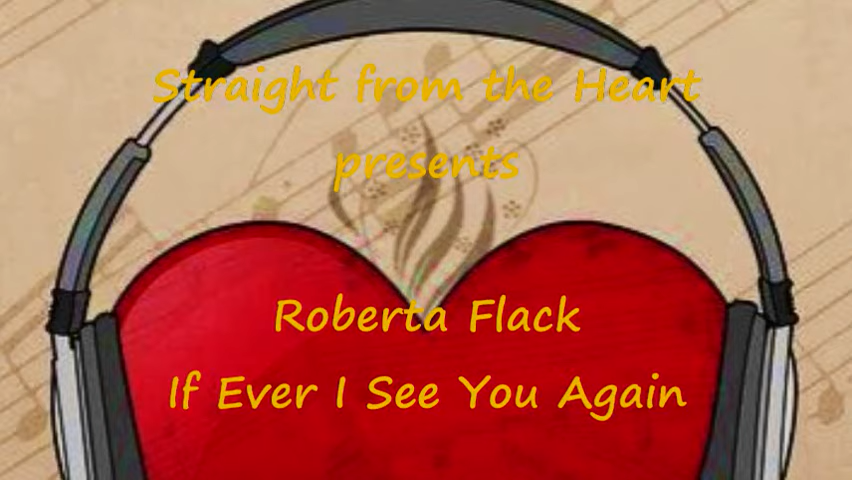 Straight from the Heart
presents
Roberta Flack
If Ever I See You Again